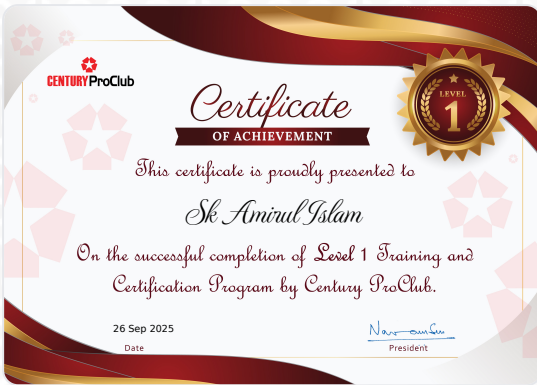 CENTURY ProClub
Certificate
OF ACHIEVEMENT
LEVEL
1
This certificate is proudly presented to
Sk Amirul Islam
On the successful completion of Level 1 Training and
Certification Program by Century ProClub.
26 Sep 2025
Date
President